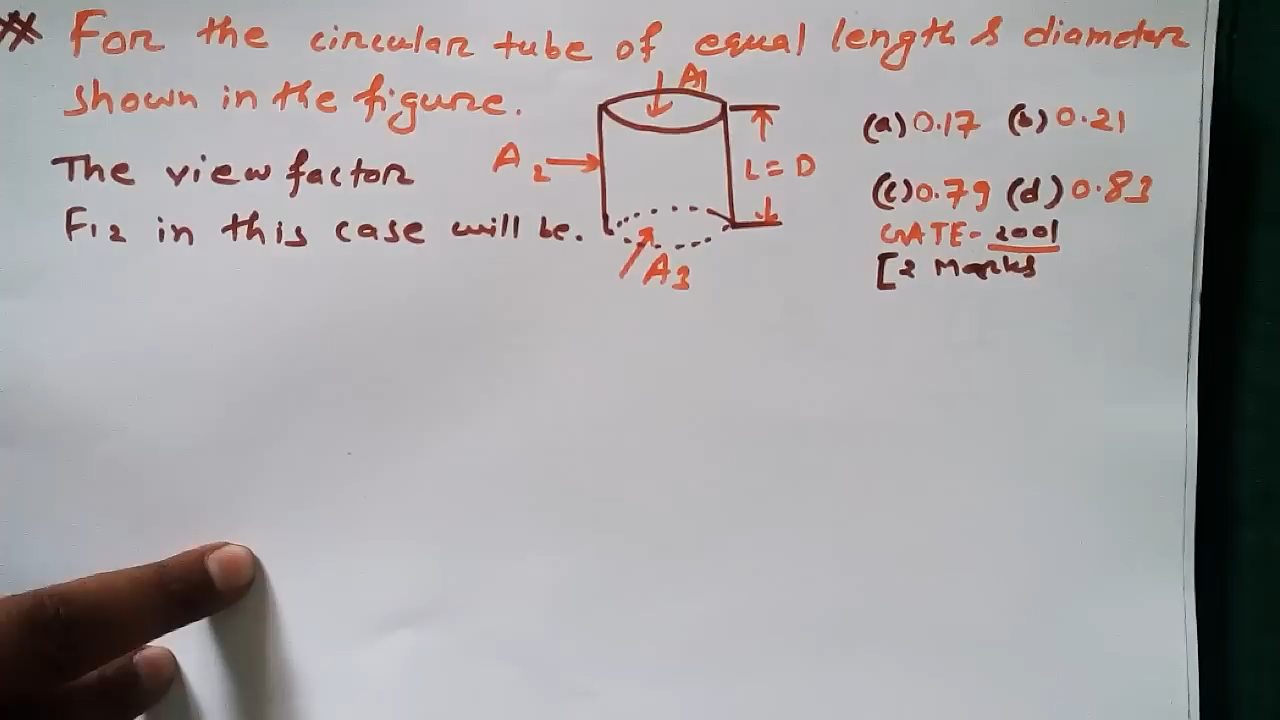 ** For the circular tube of equal length & diameter
shown in the figure.
The view factor
F12 in this case will be.
A1
A2
L = D
A3
(a) 0.17 (b) 0.21
(c) 0.79 (d) 0.83
GATE-2001
[2 Marks